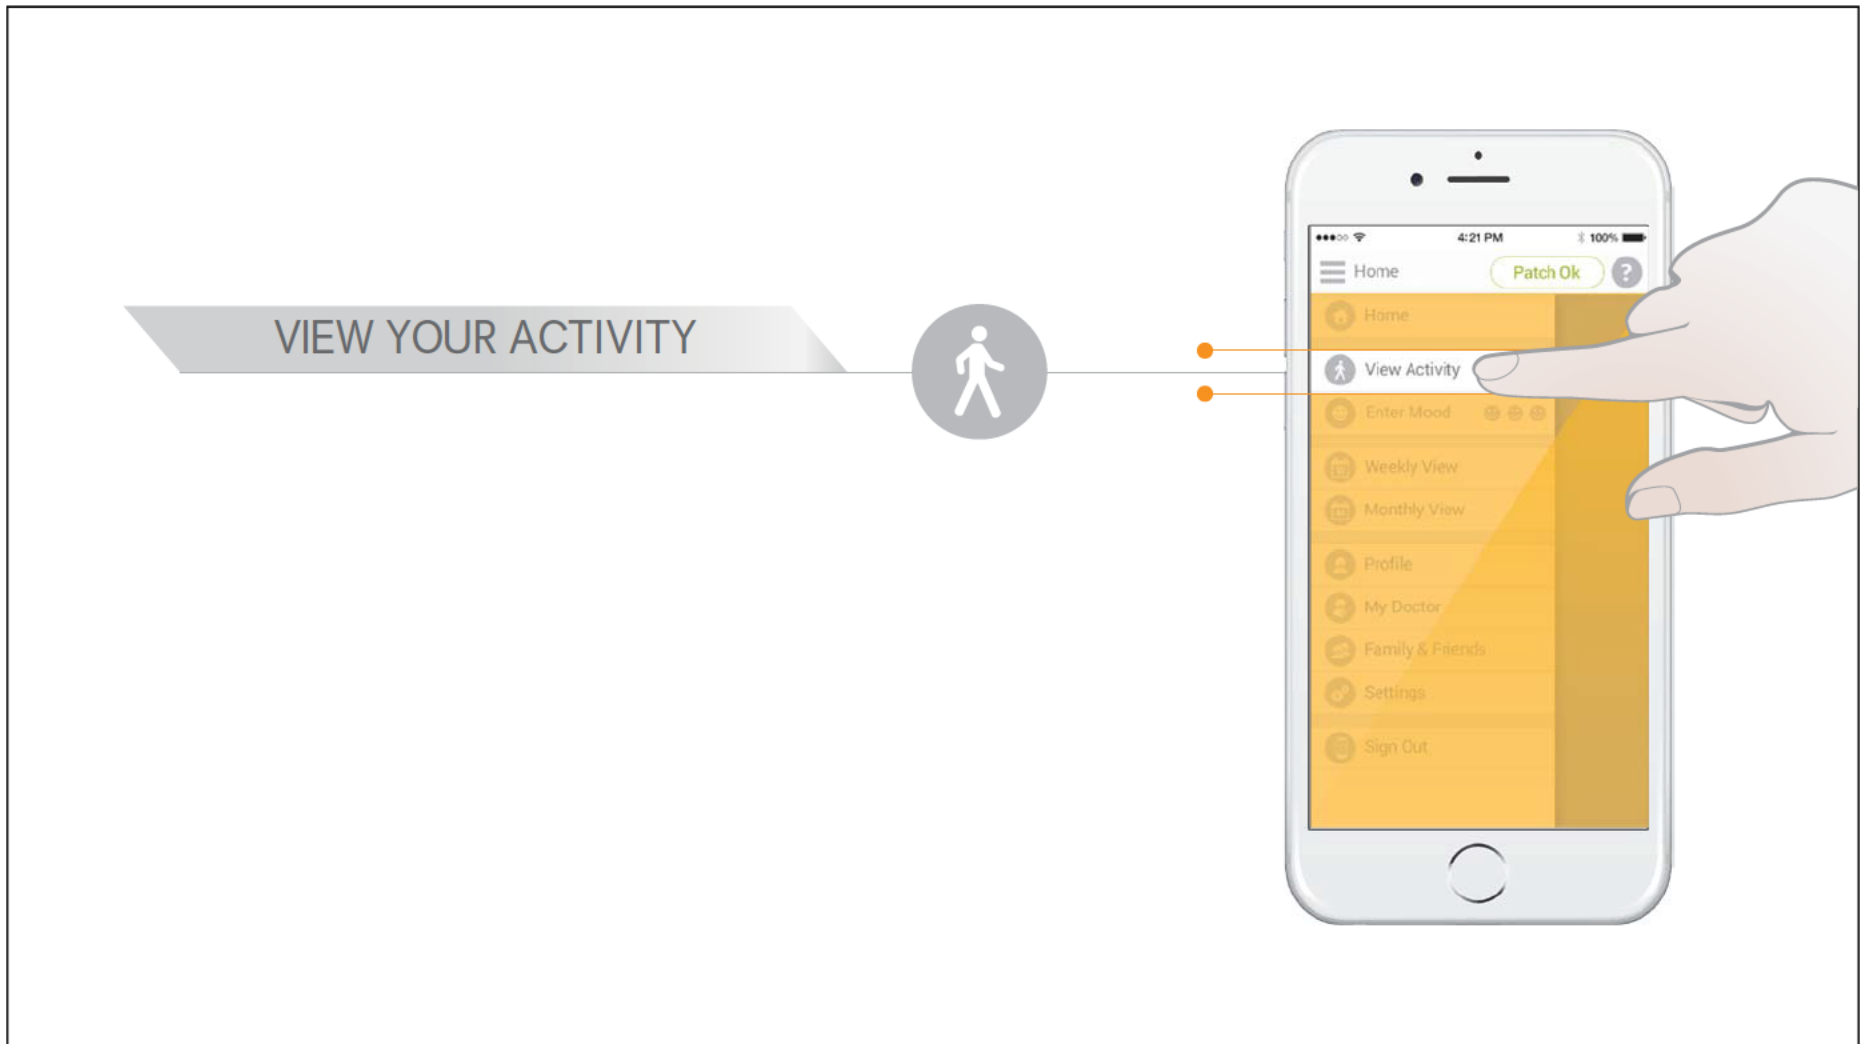 VIEW YOUR ACTIVITY
4:21 PM 100%
Home Patch Ok ?
Home
View Activity
Enter Mood
Weekly View
Monthly View
Profile
My Doctor
Family & Friends
Settings
Sign Out